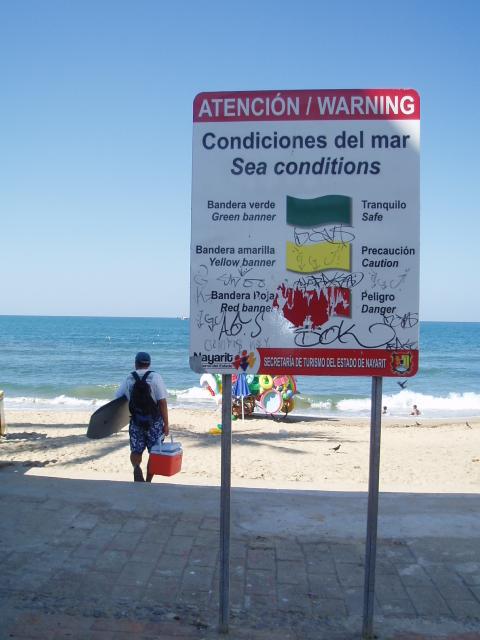 ATENCIÓN / WARNING
Condiciones del mar
Sea conditions
Bandera verde
Green banner
Tranquilo
Safe
Bandera amarilla
Yellow banner
Precaución
Caution
Bandera Roja
Red banner
Peligro
Danger
Nayarit
SECRETARÍA DE TURISMO DEL ESTADO DE NAYARIT